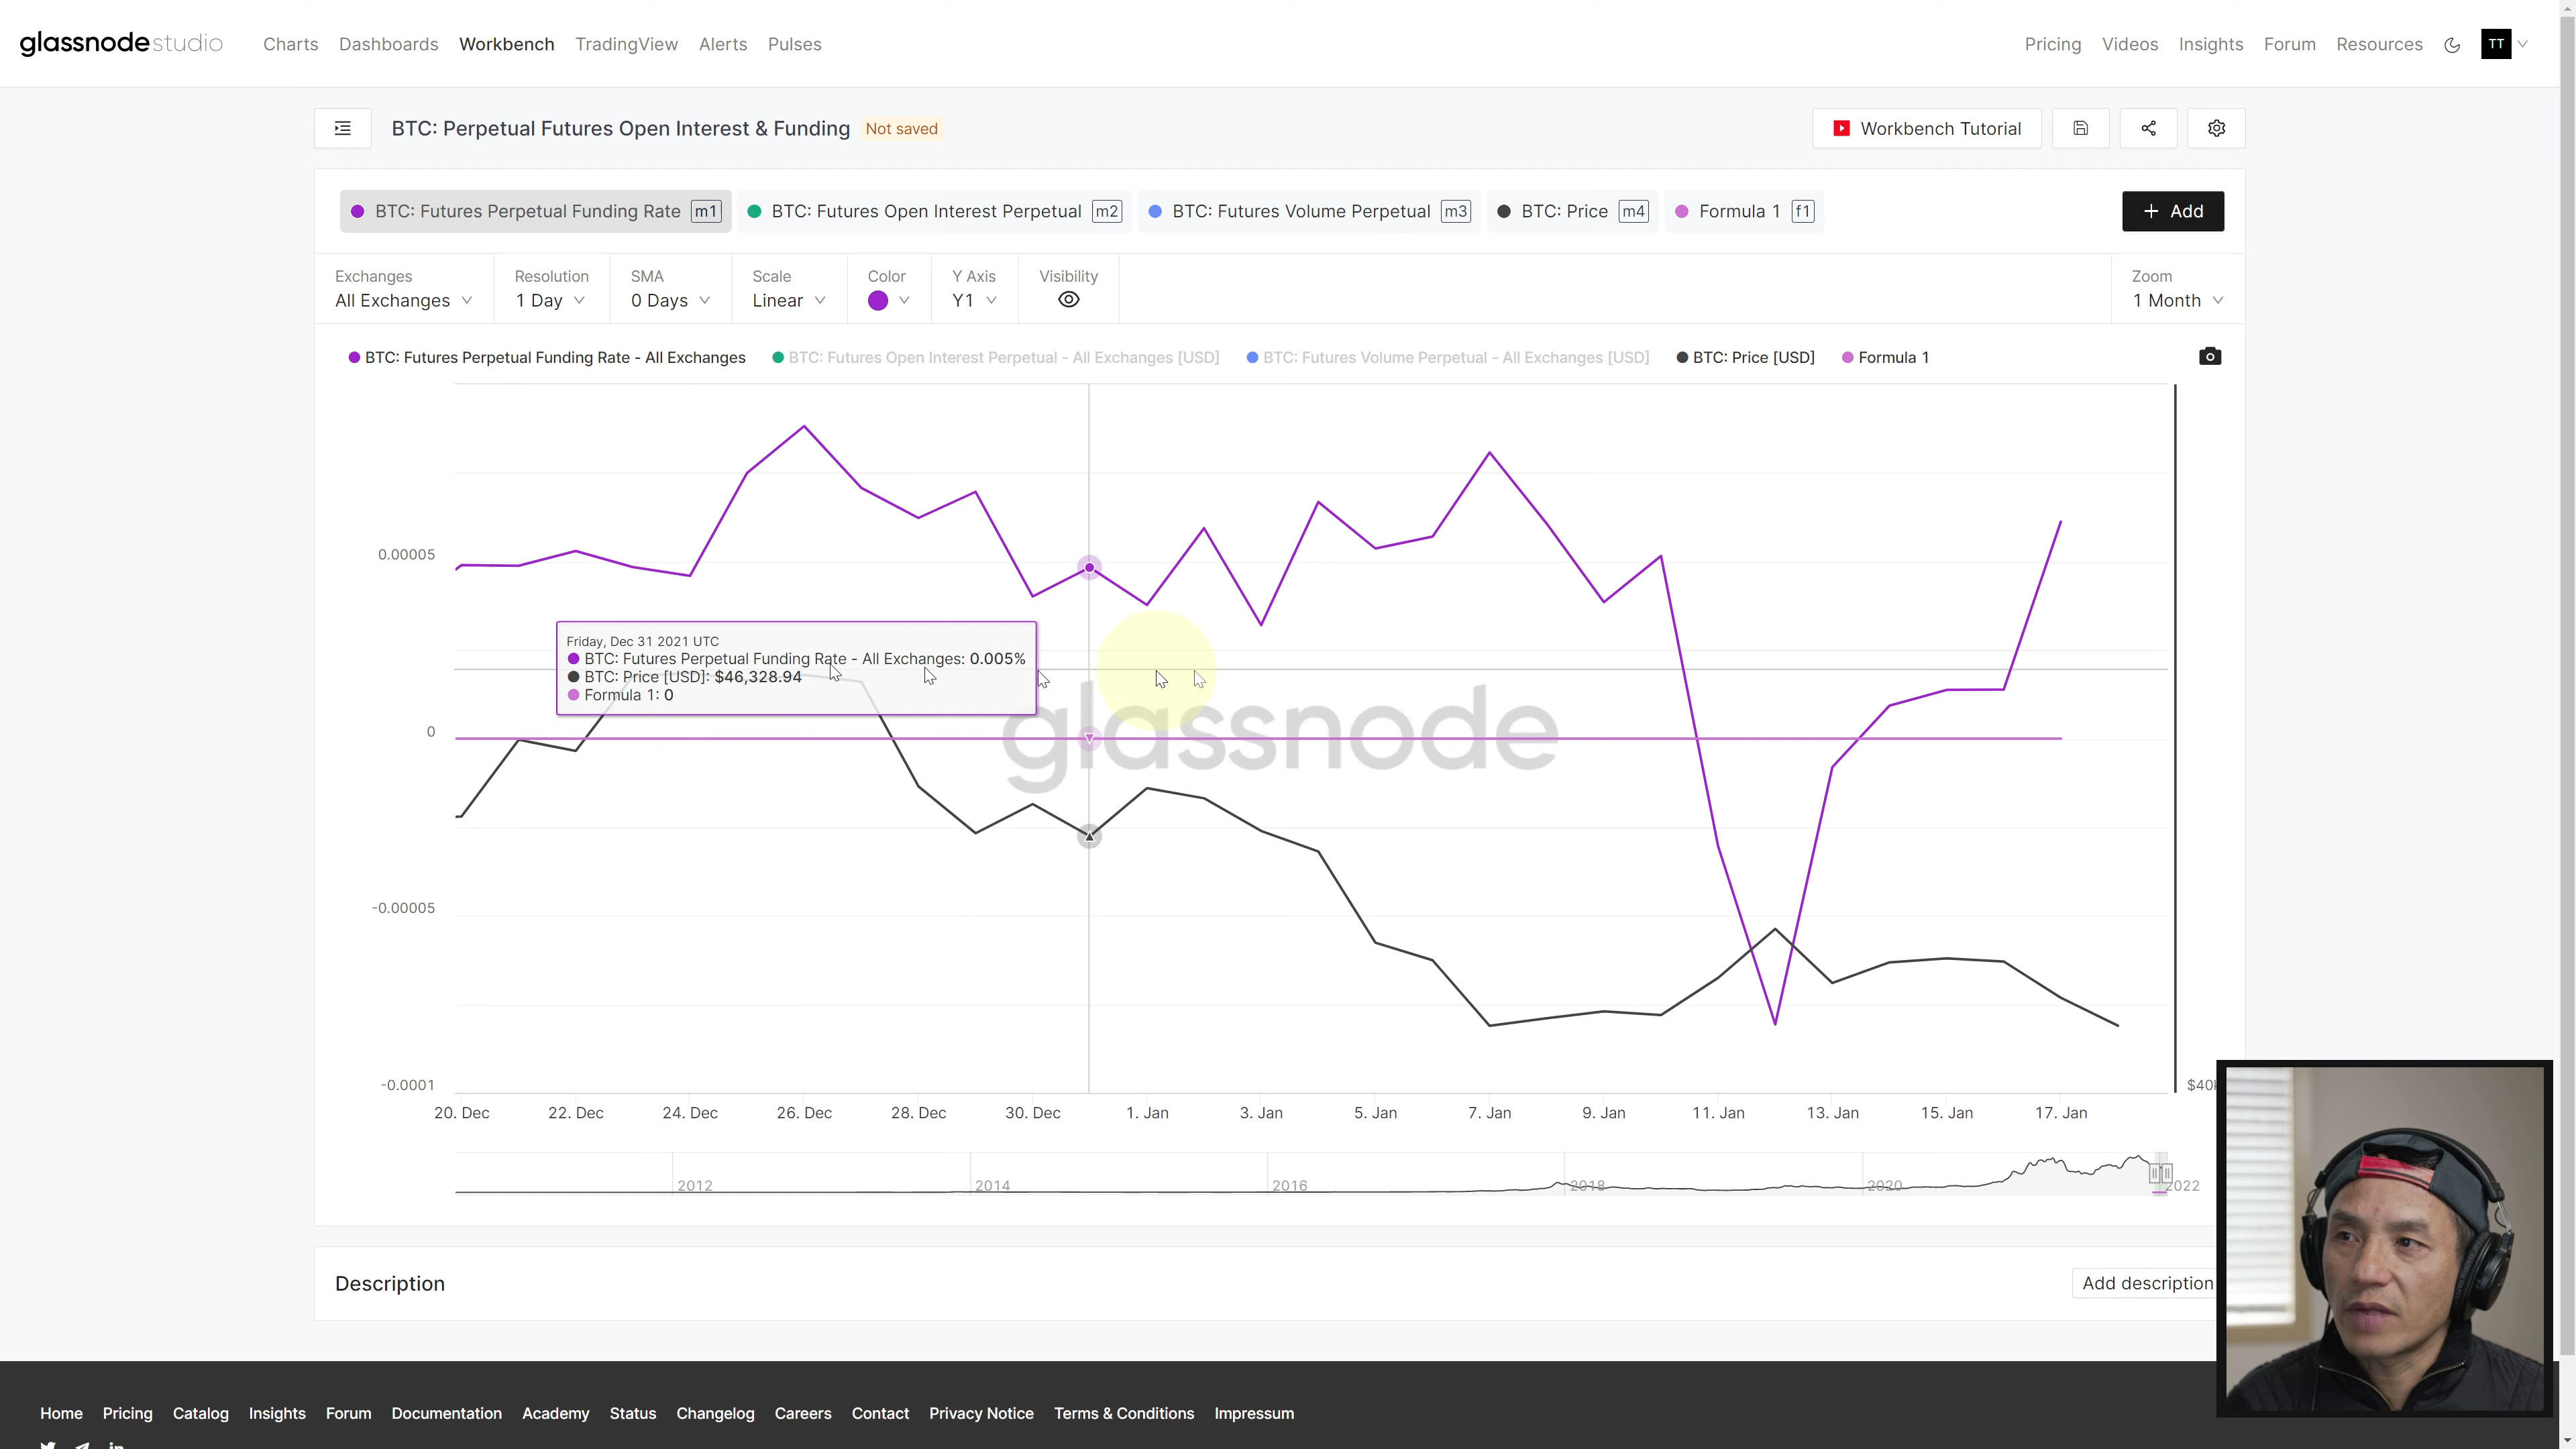 glassnode studio Charts Dashboards Workbench TradingView Alerts Pulses Pricing Videos Insights Forum Resources TT
BTC: Perpetual Futures Open Interest & Funding Not saved Workbench Tutorial
BTC: Futures Perpetual Funding Rate m1 BTC: Futures Open Interest Perpetual m2 BTC: Futures Volume Perpetual m3 BTC: Price m4 Formula 1 f1 + Add
Exchanges Resolution SMA Scale Color Y Axis Visibility Zoom
All Exchanges 1 Day 0 Days Linear Y1 1 Month
BTC: Futures Perpetual Funding Rate - All Exchanges BTC: Futures Open Interest Perpetual - All Exchanges [USD] BTC: Futures Volume Perpetual - All Exchanges [USD] BTC: Price [USD] Formula 1
0.00005
Friday, Dec 31 2021 UTC
BTC: Futures Perpetual Funding Rate - All Exchanges: 0.005%
BTC: Price [USD]: $46,328.94
Formula 1: 0
glassnode
0
-0.00005
-0.0001 $40
20. Dec 22. Dec 24. Dec 26. Dec 28. Dec 30. Dec 1. Jan 3. Jan 5. Jan 7. Jan 9. Jan 11. Jan 13. Jan 15. Jan 17. Jan
2012 2014 2016 2018 2020 2022
Description Add description
Home Pricing Catalog Insights Forum Documentation Academy Status Changelog Careers Contact Privacy Notice Terms & Conditions Impressum